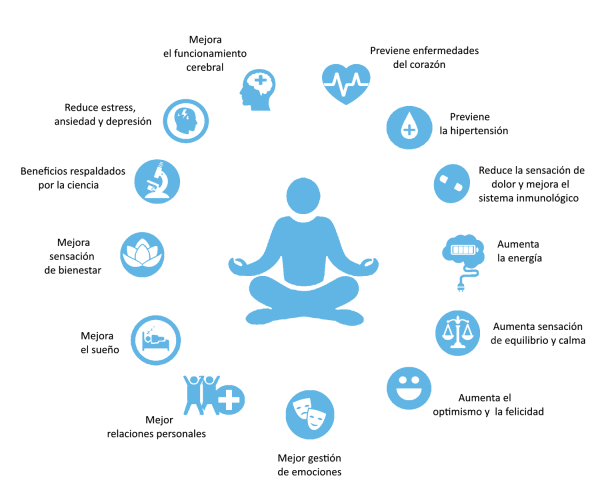 Mejora
el funcionamiento
cerebral
Previene enfermedades
del corazón
Previene
la hipertensión
Reduce la sensación de
dolor y mejora el
sistema inmunológico
Aumenta
la energía
Aumenta sensación
de equilibrio y calma
Aumenta el
optimismo y la felicidad
Mejor gestión
de emociones
Mejor
relaciones personales
Mejora
el sueño
Mejora
sensación
de bienestar
Beneficios respaldados
por la ciencia
Reduce estress,
ansiedad y depresión